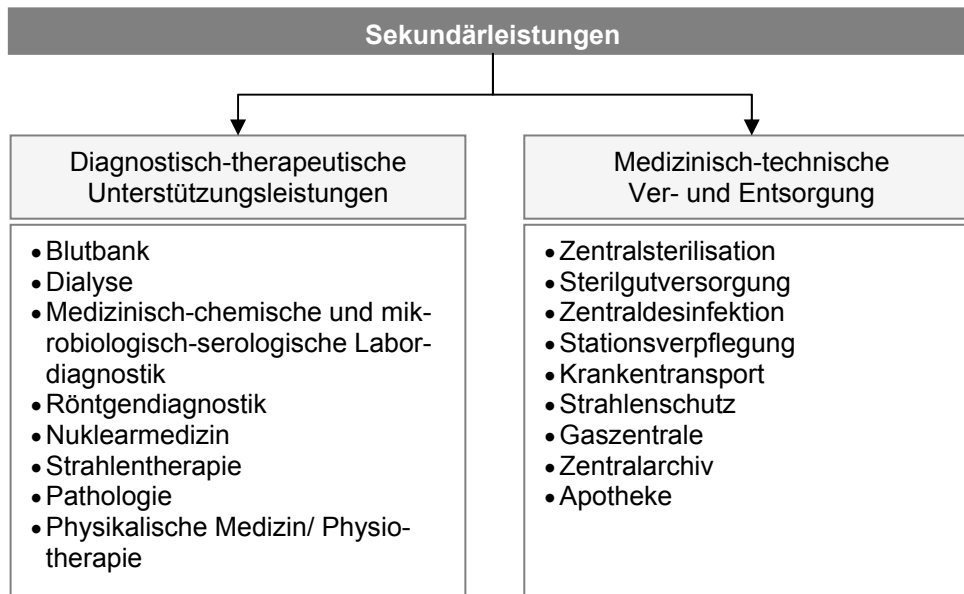 Sekundärleistungen
Diagnostisch-therapeutische
Unterstützungsleistungen
• Blutbank
• Dialyse
• Medizinisch-chemische und mik-
robiologisch-serologische Labor-
diagnostik
• Röntgendiagnostik
• Nuklearmedizin
• Strahlentherapie
• Pathologie
• Physikalische Medizin/ Physio-
therapie
Medizinisch-technische
Ver- und Entsorgung
• Zentralsterilisation
• Sterilgutversorgung
• Zentraldesinfektion
• Stationsverpflegung
• Krankentransport
• Strahlenschutz
• Gaszentrale
• Zentralarchiv
• Apotheke